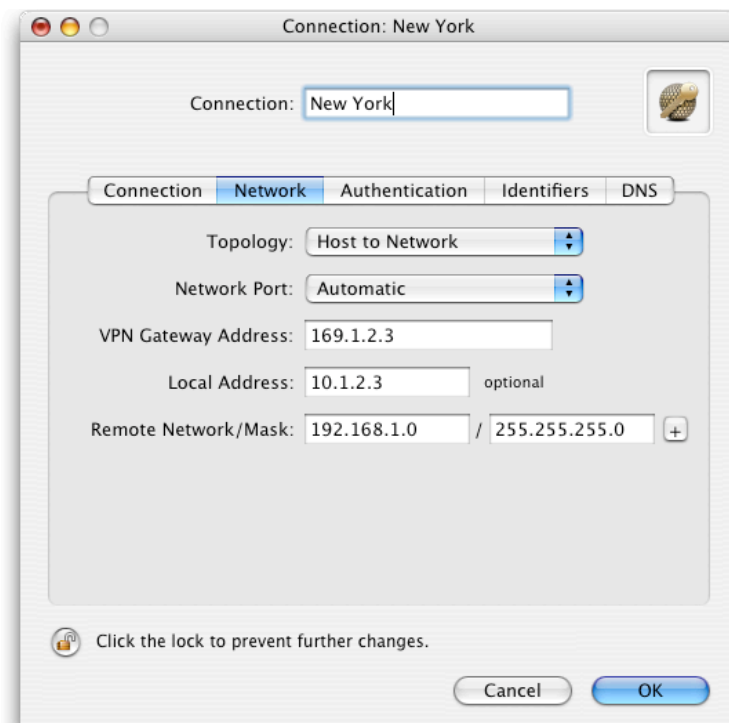 Connection: New York
Connection: New York
Connection Network Authentication Identifiers DNS
Topology: Host to Network
Network Port: Automatic
VPN Gateway Address: 169.1.2.3
Local Address: 10.1.2.3 optional
Remote Network/Mask: 192.168.1.0 / 255.255.255.0 +
Click the lock to prevent further changes.
Cancel OK